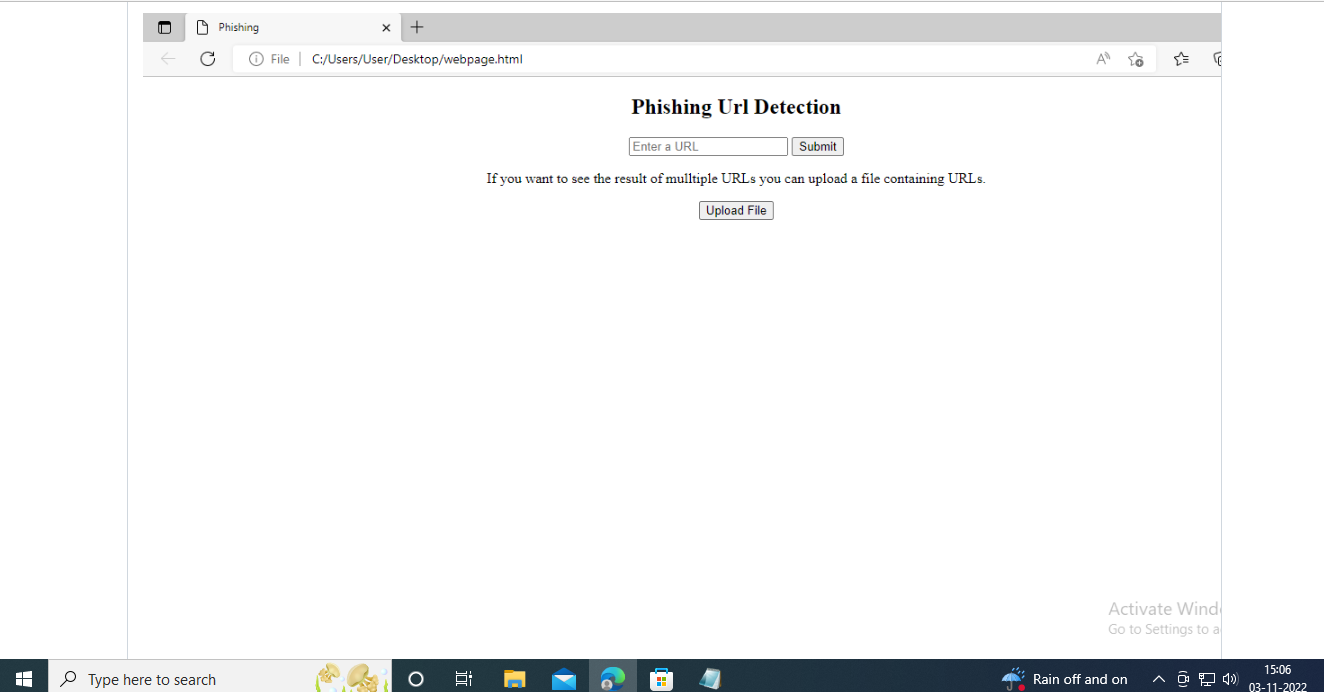 Phishing
File
C:/Users/User/Desktop/webpage.html
Phishing Url Detection
Enter a URL Submit
If you want to see the result of mulltiple URLs you can upload a file containing URLs.
Upload File
Activate Wind
Go to Settings to a
Type here to search
Rain off and on
15:06
03-11-2022